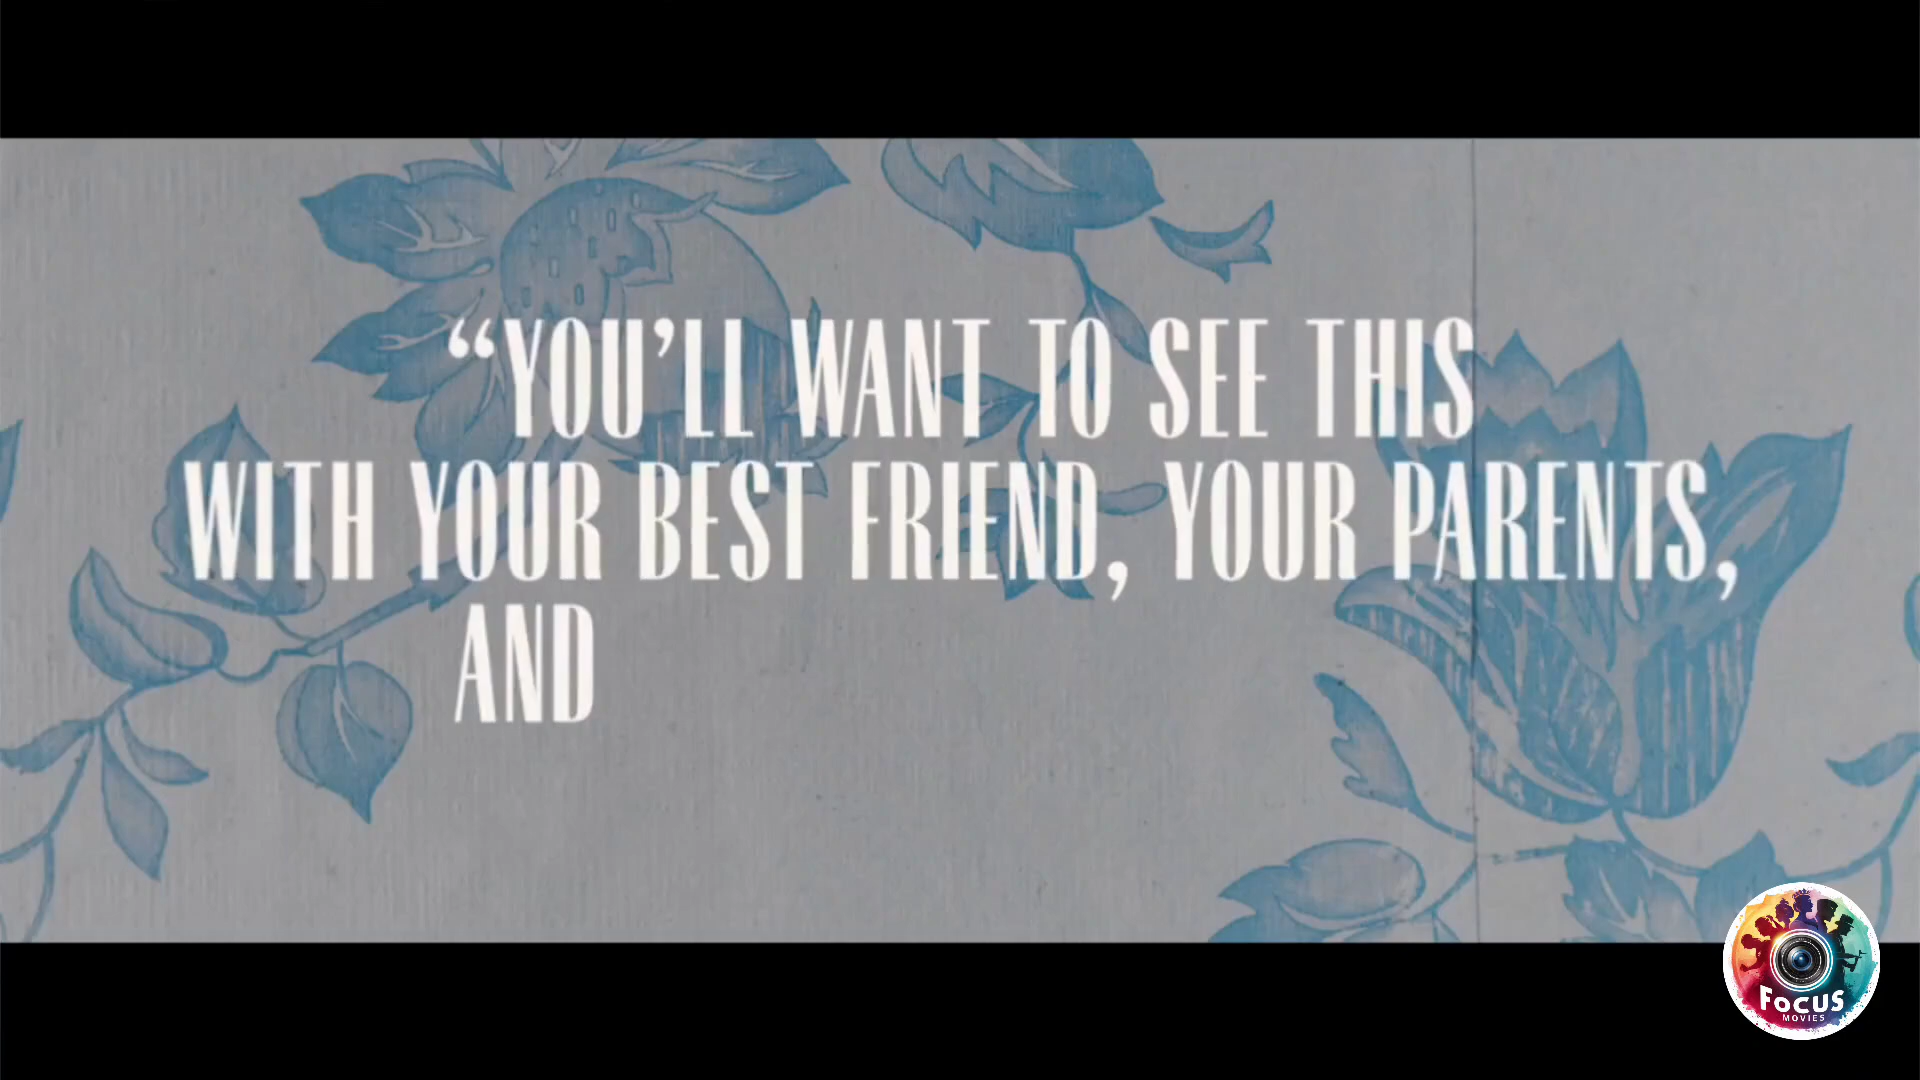 “YOU’LL WANT TO SEE THIS
WITH YOUR BEST FRIEND, YOUR PARENTS,
AND
FOCUS
MOVIES